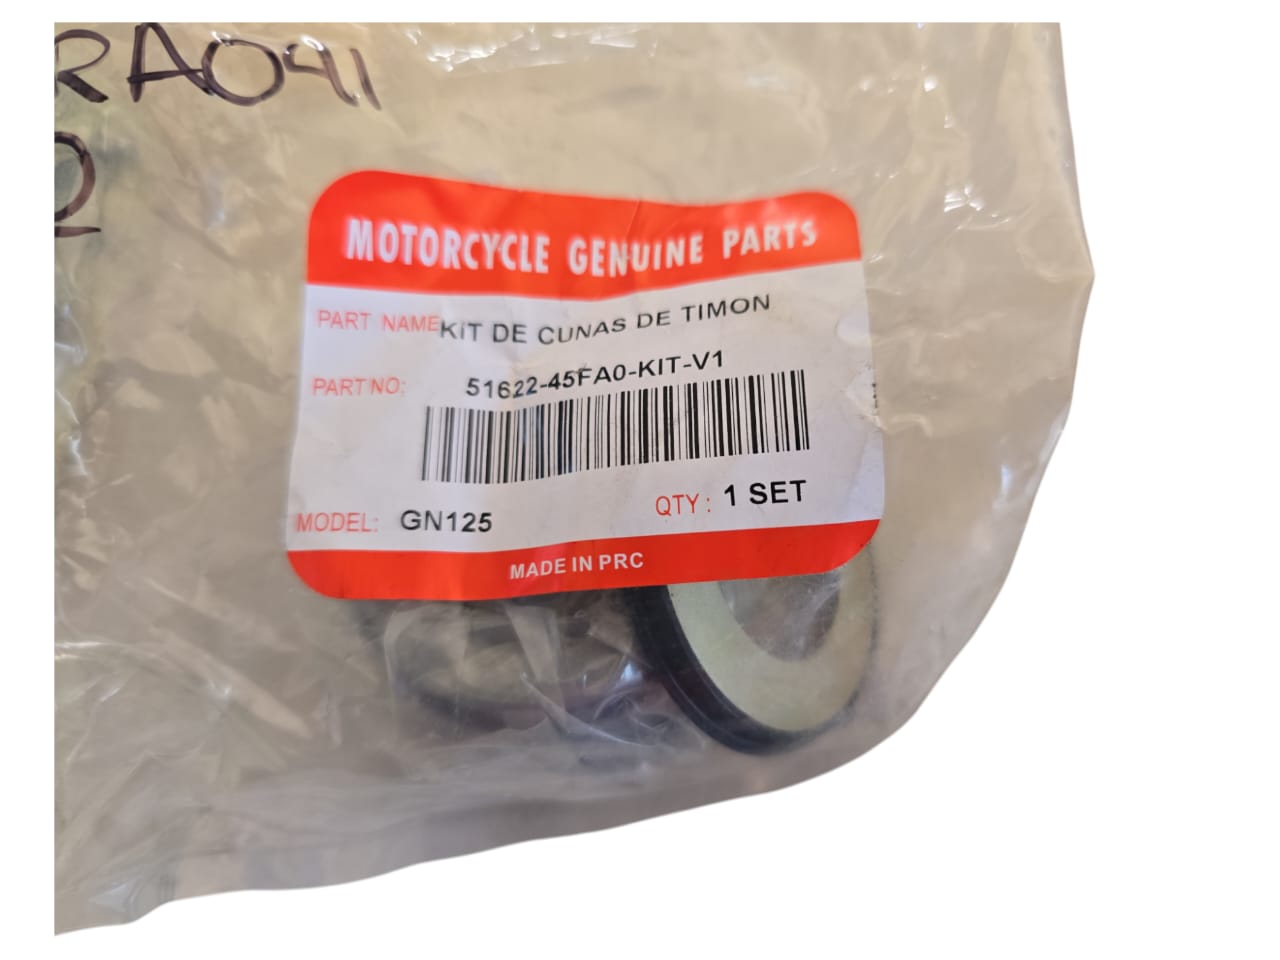 RA091
2
MOTORCYCLE GENUINE PARTS
PART NAME KIT DE CUNAS DE TIMON
PART NO: 51622-45FA0-KIT-V1
MODEL: GN125 QTY: 1 SET
MADE IN PRC